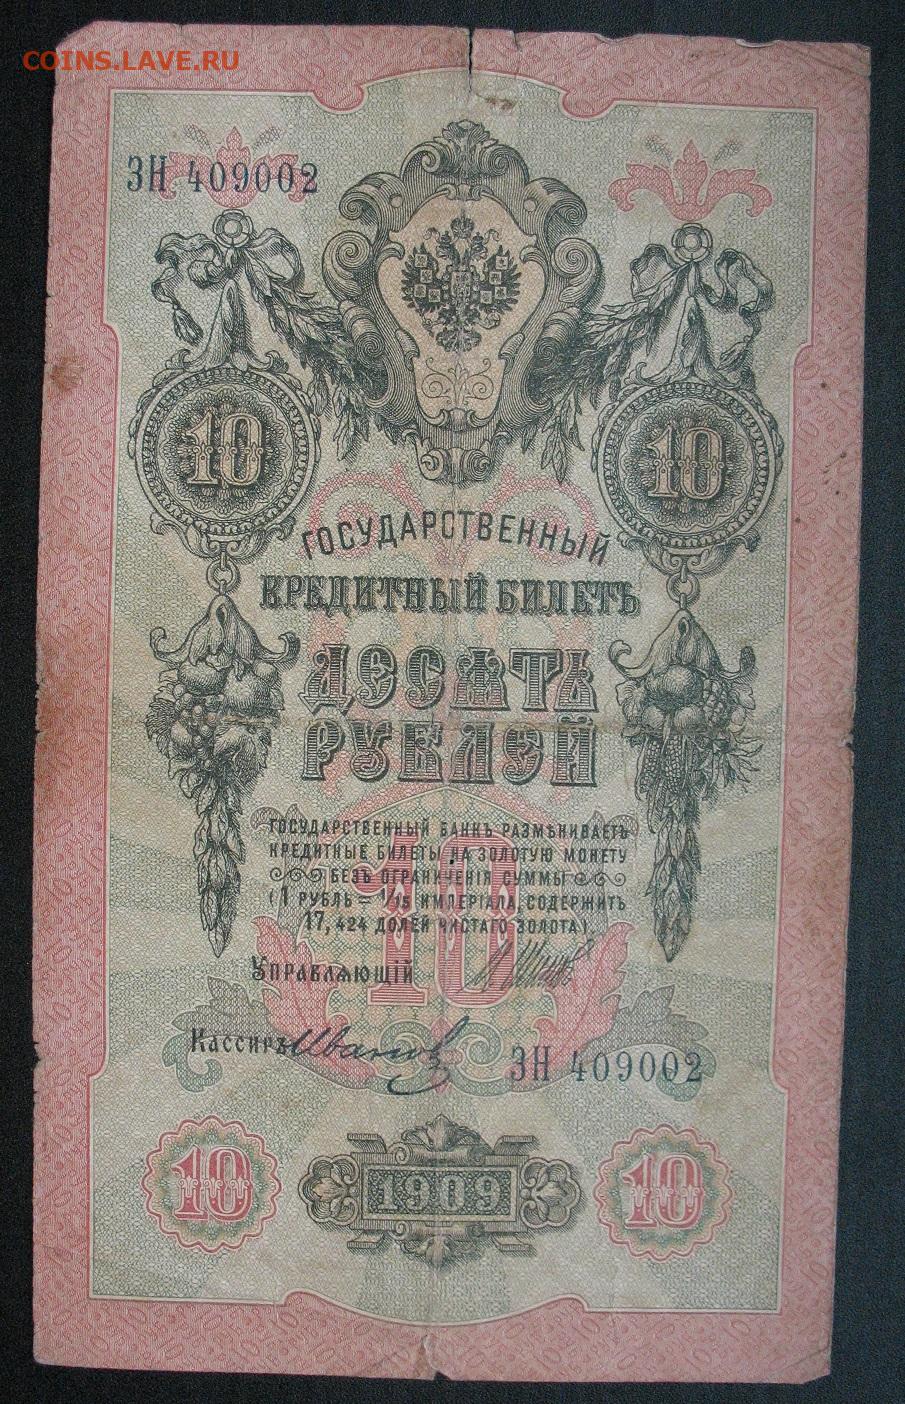 COINS.LAVE.RU
ЗН 409002
10 10
ГОСУДАРСТВЕННЫЙ
КРЕДИТНЫЙ БИЛЕТЪ
ДЕСЯТЬ
РУБЛЕЙ
ГОСУДАРСТВЕННЫЙ БАНКЪ РАЗМѢНИВАЕТЪ
КРЕДИТНЫЕ БИЛЕТЫ НА ЗОЛОТУЮ МОНЕТУ
БЕЗЪ ОГРАНИЧЕНІЯ СУММЫ
(1 РУБЛЬ = 1/15 ИМПЕРІАЛА, СОДЕРЖИТЪ
17,424 ДОЛЕЙ ЧИСТАГО ЗОЛОТА).
10
Управляющій
Кассиръ Иванов
ЗН 409002
10 1909 10